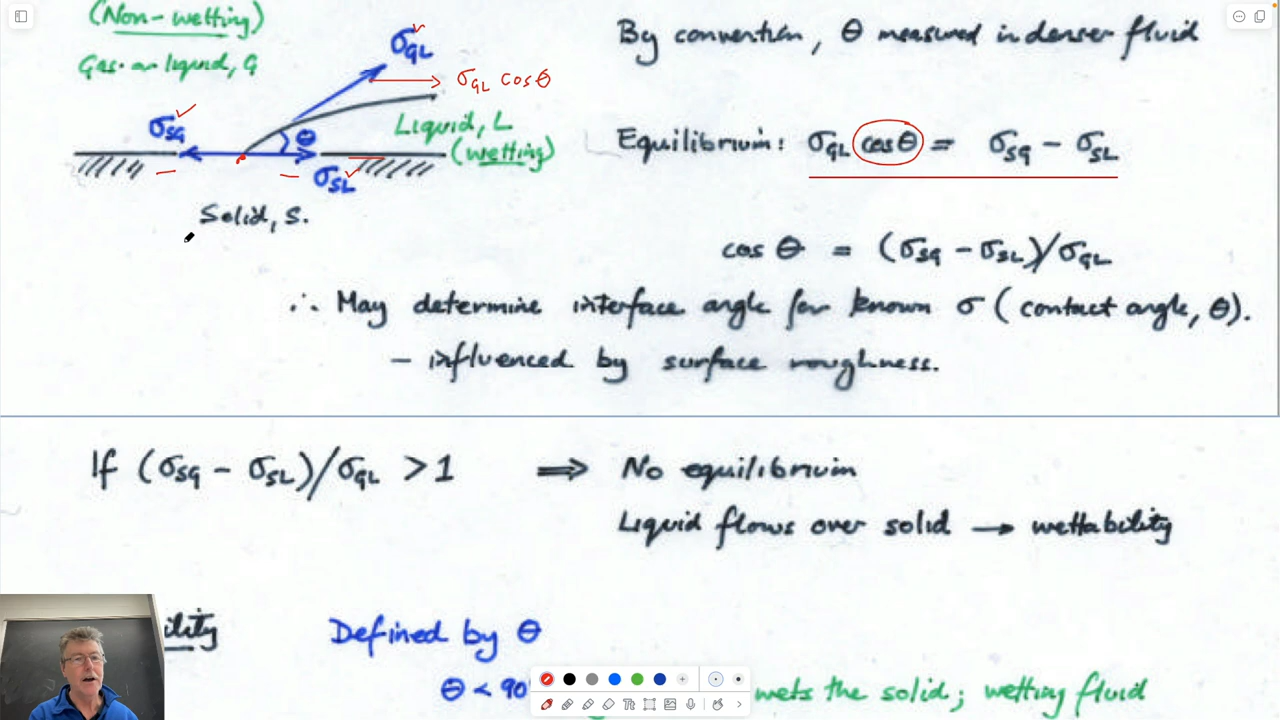 (Non-wetting)
Gas or liquid, G
σGL
σGL cosθ
σSG
θ
Liquid, L
(wetting)
σSL
Solid, S.
By convention, θ measured in denser fluid
Equilibrium: σGL cosθ = σSG - σSL
cos θ = (σSG - σSL)/σGL
∴ May determine interface angle for known σ (contact angle, θ).
- influenced by surface roughness.
If (σSG - σSL)/σGL > 1 ⟹ No equilibrium
Liquid flows over solid → wettability
ility
Defined by θ
θ < 90
wets the solid; wetting fluid